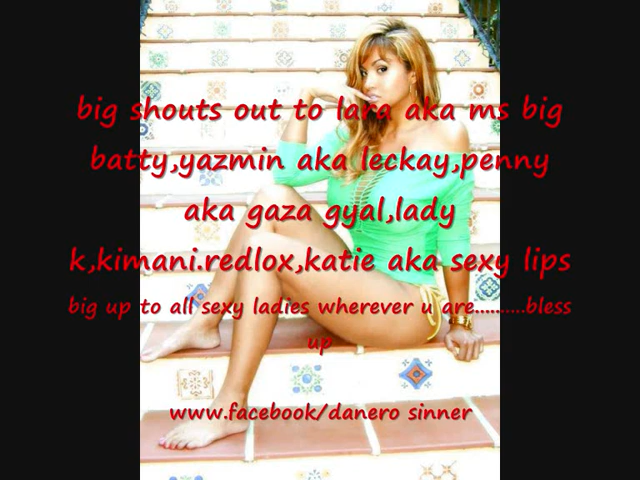 big shouts out to lara aka ms big
batty,yazmin aka leckay,penny
aka gaza gyal,lady
k,kimani.redlox,katie aka sexy lips
big up to all sexy ladies wherever u are..........bless
up
www.facebook/danero sinner